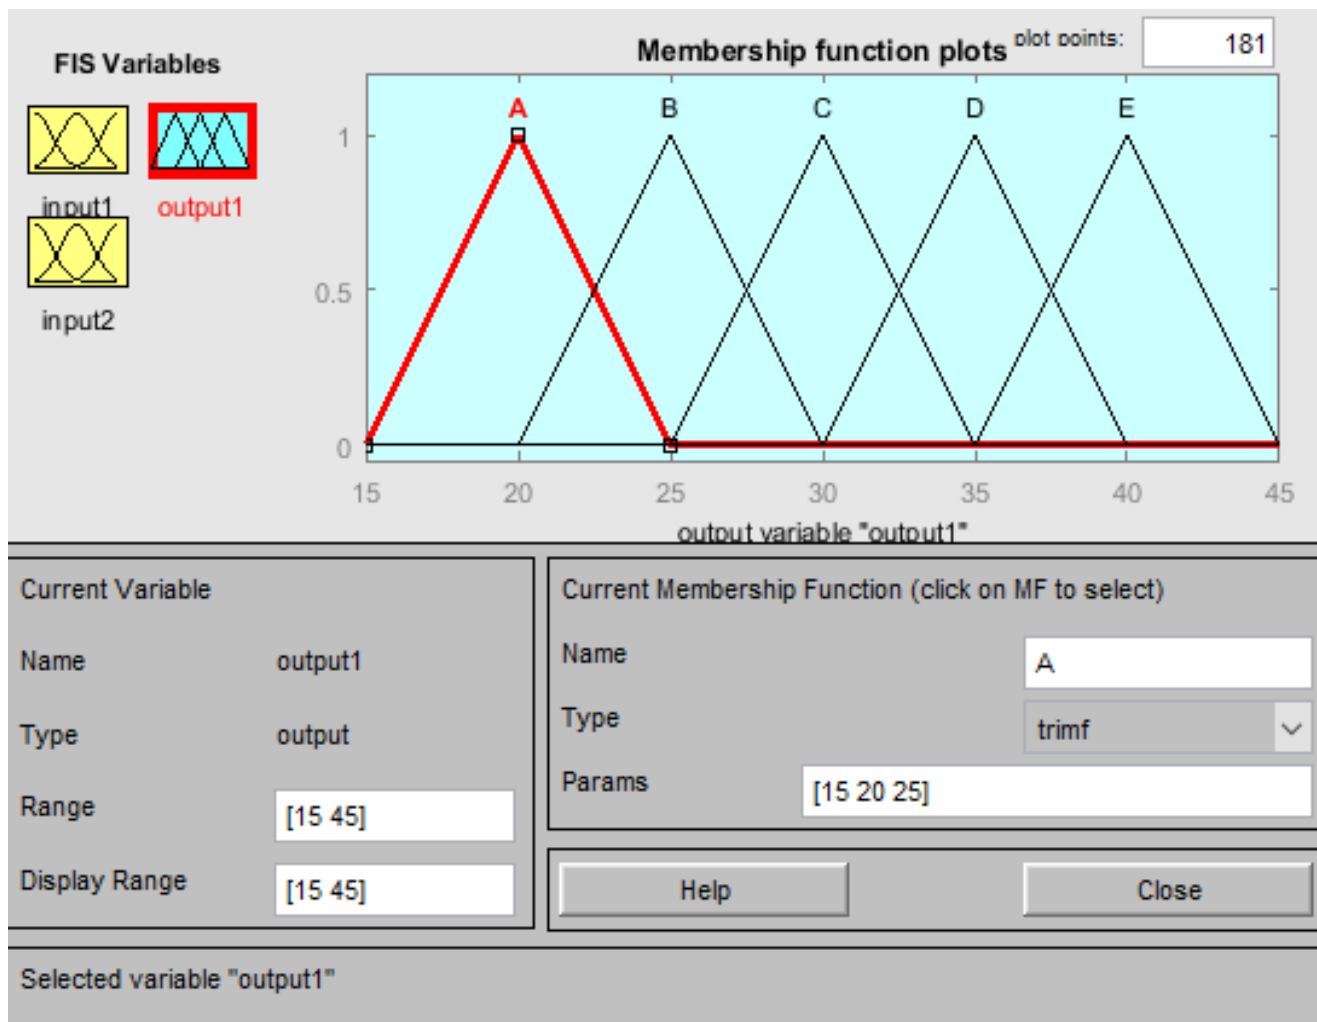 FIS Variables
Membership function plots
plot points:
181
input1
output1
input2
A
B
C
D
E
1
0.5
0
15
20
25
30
35
40
45
output variable "output1"
Current Variable
Name
output1
Type
output
Range
[15 45]
Display Range
[15 45]
Current Membership Function (click on MF to select)
Name
A
Type
trimf
Params
[15 20 25]
Help
Close
Selected variable "output1"